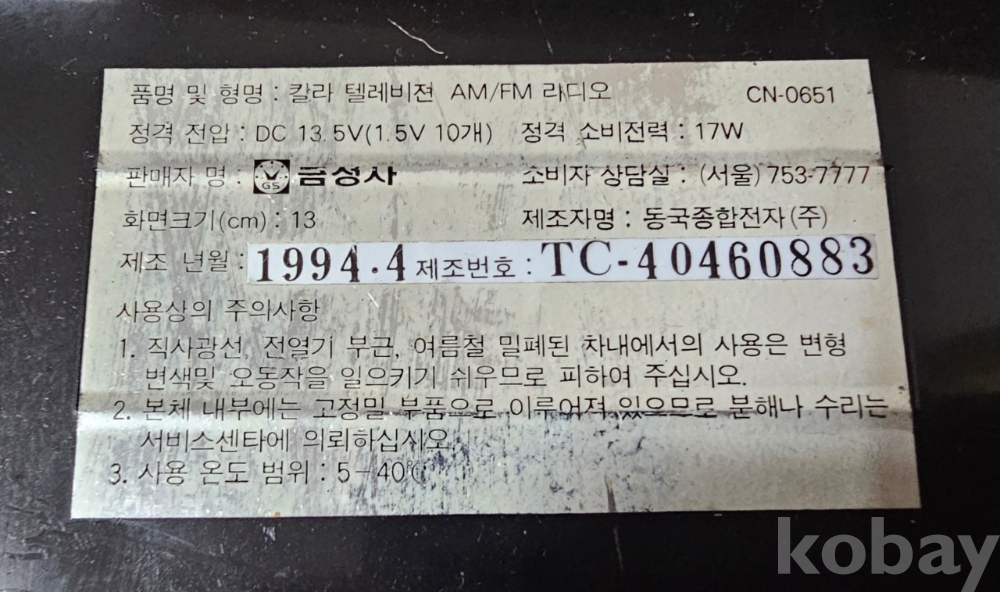 품명 및 형명 : 칼라 텔레비젼 AM/FM 라디오 CN-0651
정격 전압 : DC 13.5V(1.5V 10개) 정격 소비전력 : 17W
판매자 명 : GS 금성사 소비자 상담실 : (서울) 753-7777
화면크기(cm) : 13 제조자명 : 동국종합전자(주)
제조 년월 : 1994.4 제조번호 : TC-40460883
사용상의 주의사항
1. 직사광선, 전열기 부근, 여름철 밀폐된 차내에서의 사용은 변형
변색및 오동작을 일으키기 쉬우므로 피하여 주십시오.
2. 본체 내부에는 고정밀 부품으로 이루어져 있으므로 분해나 수리는
서비스센타에 의뢰하십시오
3. 사용 온도 범위 : 5-40℃
kobay